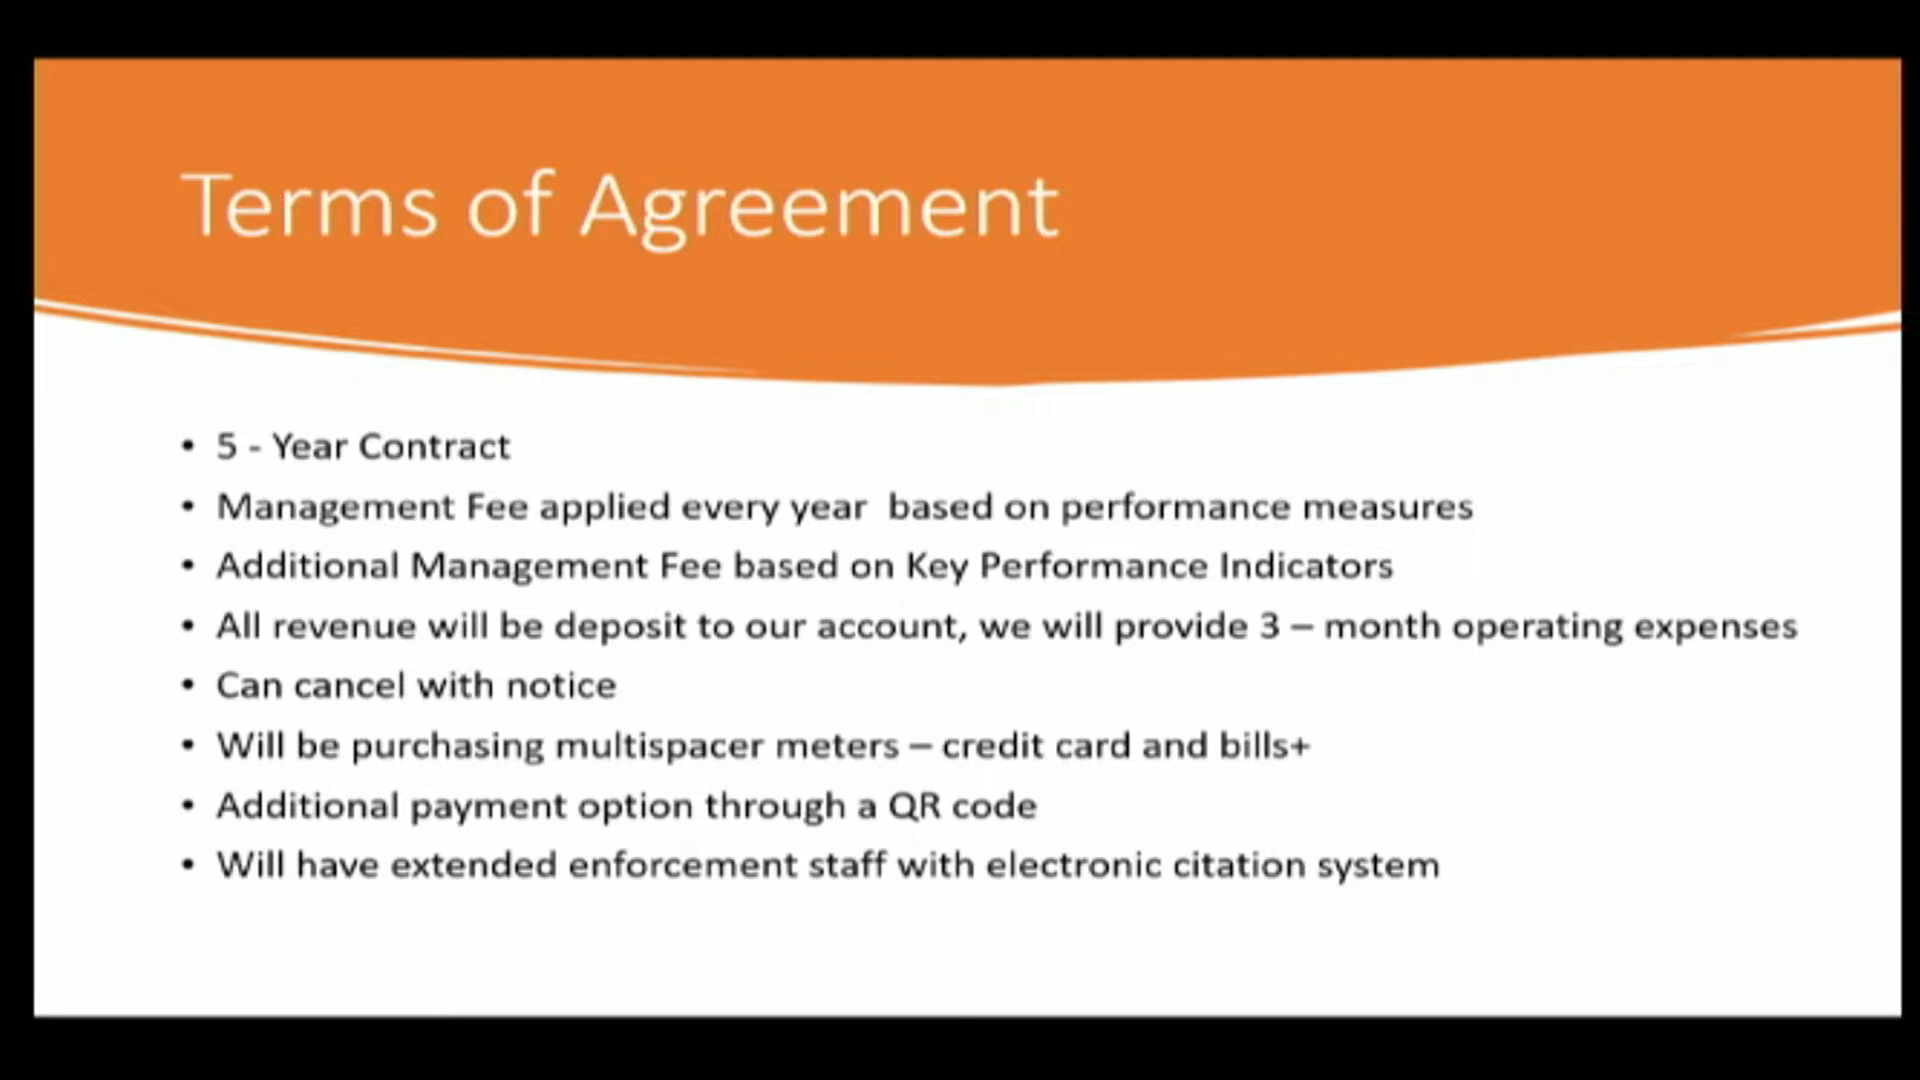 Terms of Agreement
• 5 - Year Contract
• Management Fee applied every year  based on performance measures
• Additional Management Fee based on Key Performance Indicators
• All revenue will be deposit to our account, we will provide 3 – month operating expenses
• Can cancel with notice
• Will be purchasing multispacer meters – credit card and bills+
• Additional payment option through a QR code
• Will have extended enforcement staff with electronic citation system